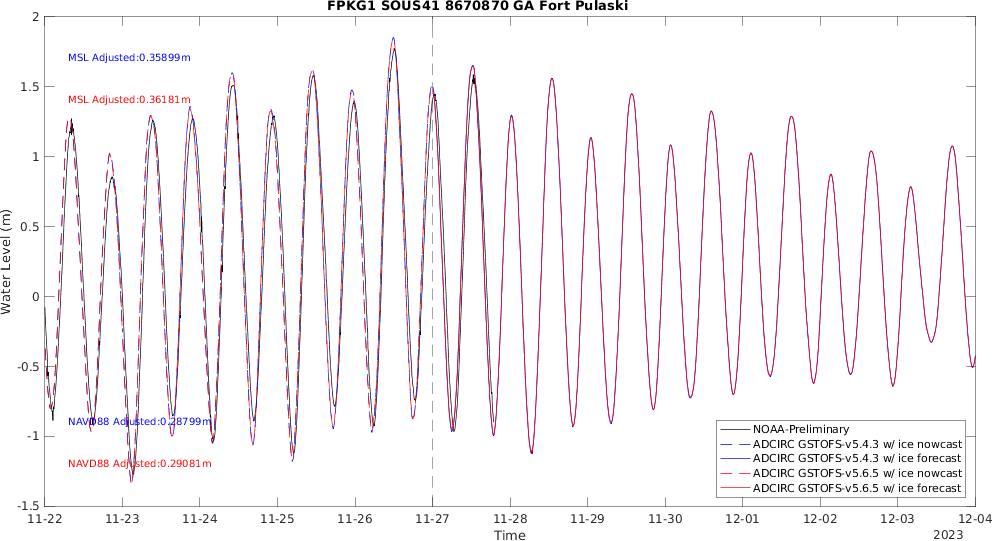 FPKG1 SOUS41 8670870 GA Fort Pulaski
2
1.5
1
0.5
0
-0.5
-1
-1.5
Water Level (m)
MSL Adjusted:0.35899m
MSL Adjusted:0.36181m
NAVD88 Adjusted:0.28799m
NAVD88 Adjusted:0.29081m
NOAA-Preliminary
ADCIRC GSTOFS-v5.4.3 w/ ice nowcast
ADCIRC GSTOFS-v5.4.3 w/ ice forecast
ADCIRC GSTOFS-v5.6.5 w/ ice nowcast
ADCIRC GSTOFS-v5.6.5 w/ ice forecast
11-22 11-23 11-24 11-25 11-26 11-27 11-28 11-29 11-30 12-01 12-02 12-03 12-04
Time
2023